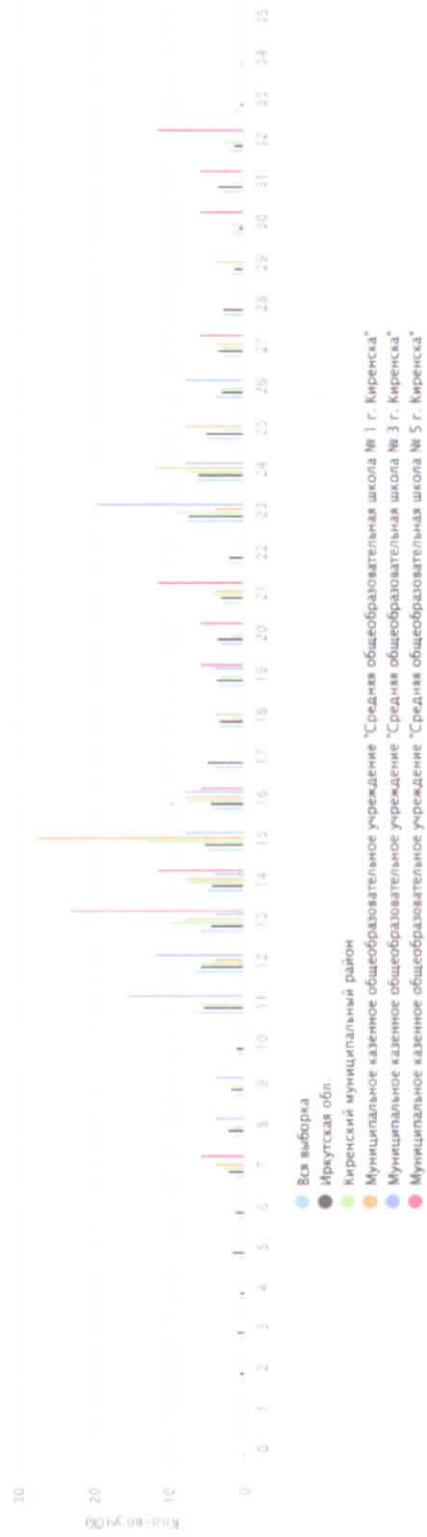 Кол-во уч(%)
30
20
10
0
0 1 2 3 4 5 6 7 8 9 10 11 12 13 14 15 16 17 18 19 20 21 22 23 24 25 26 27 28 29 30 31 32 33 34 35
Вся выборка
Иркутская обл.
Киренский муниципальный район
Муниципальное казенное общеобразовательное учреждение "Средняя общеобразовательная школа № 1 г. Киренска"
Муниципальное казенное общеобразовательное учреждение "Средняя общеобразовательная школа № 3 г. Киренска"
Муниципальное казенное общеобразовательное учреждение "Средняя общеобразовательная школа № 5 г. Киренска"